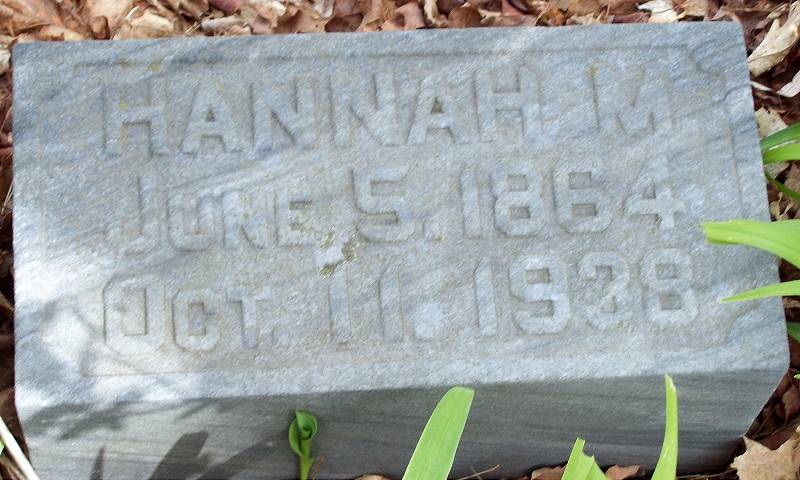 HANNAH M.
JUNE 5, 1864
OCT. 11. 1938